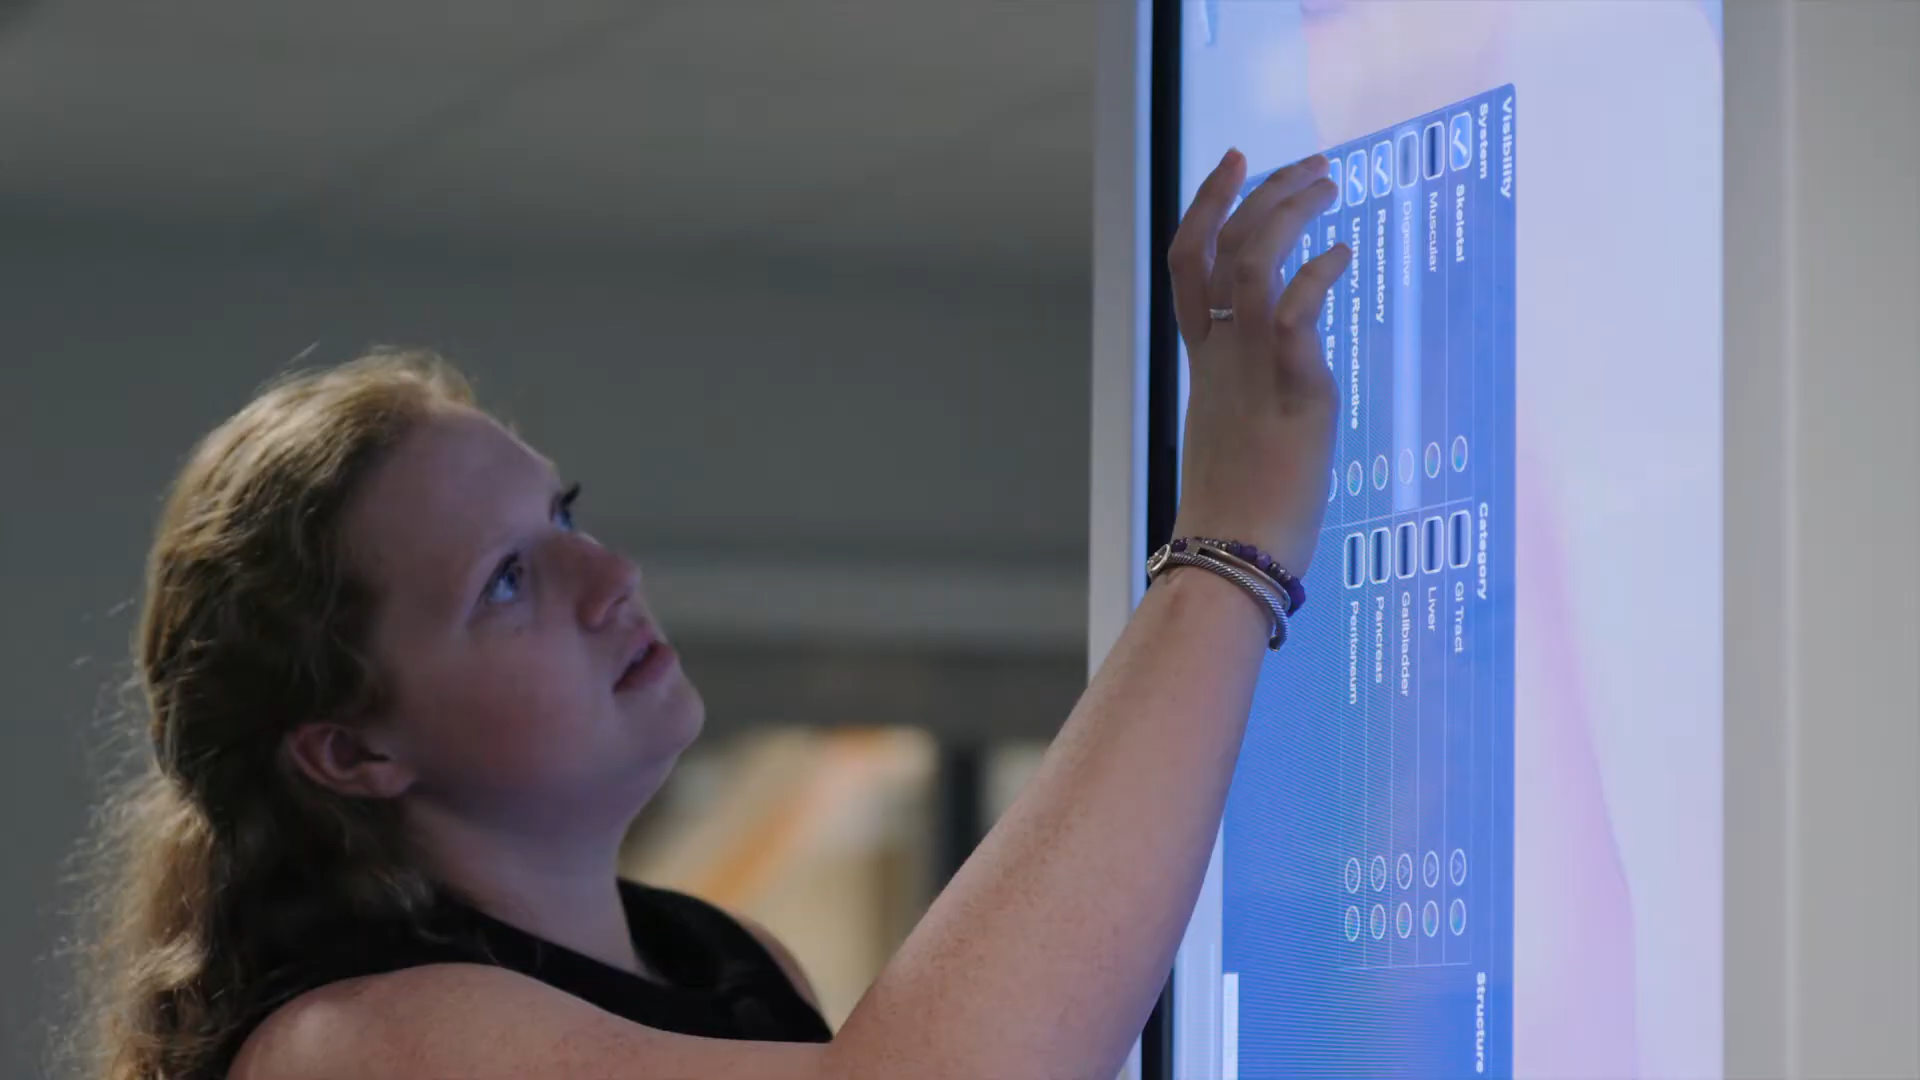 Visibility
System
Skeletal
Muscular
Digestive
Respiratory
Urinary, Reproductive
Category
GI Tract
Liver
Gallbladder
Pancreas
Peritoneum
Structure